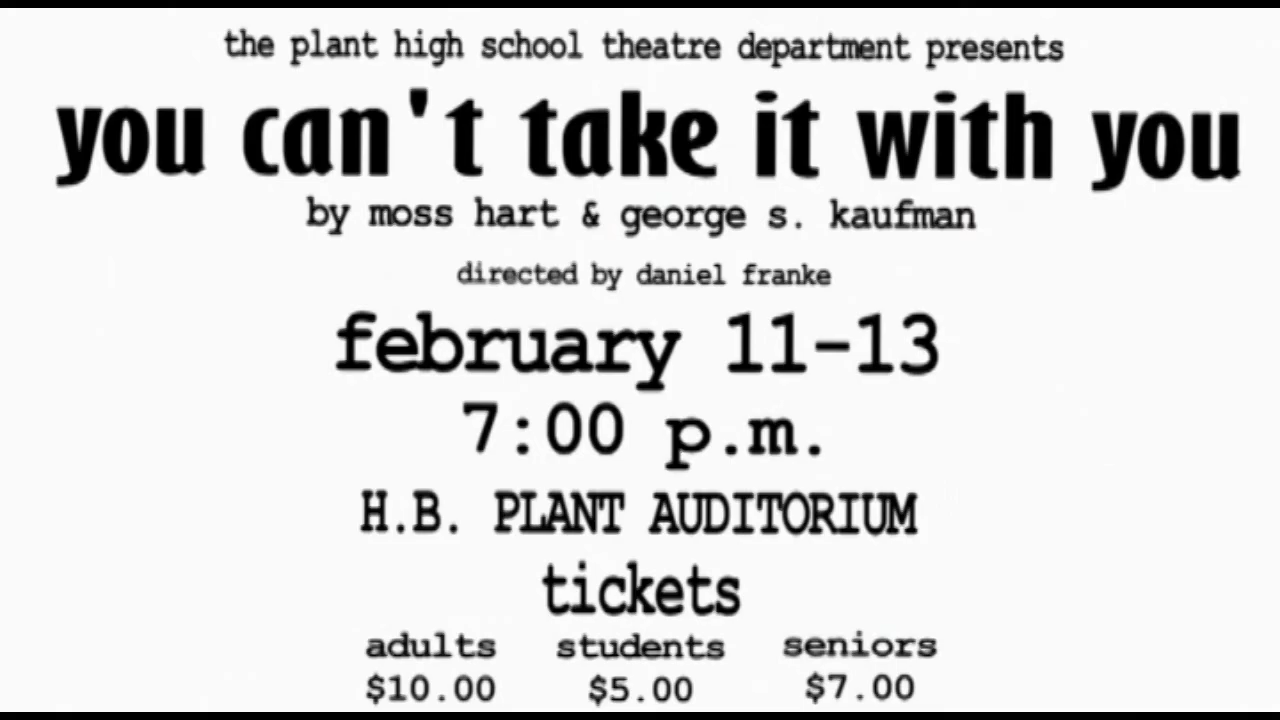 the plant high school theatre department presents
you can't take it with you
by moss hart & george s. kaufman
directed by daniel franke
february 11-13
7:00 p.m.
H.B. PLANT AUDITORIUM
tickets
adults students seniors
$10.00 $5.00 $7.00